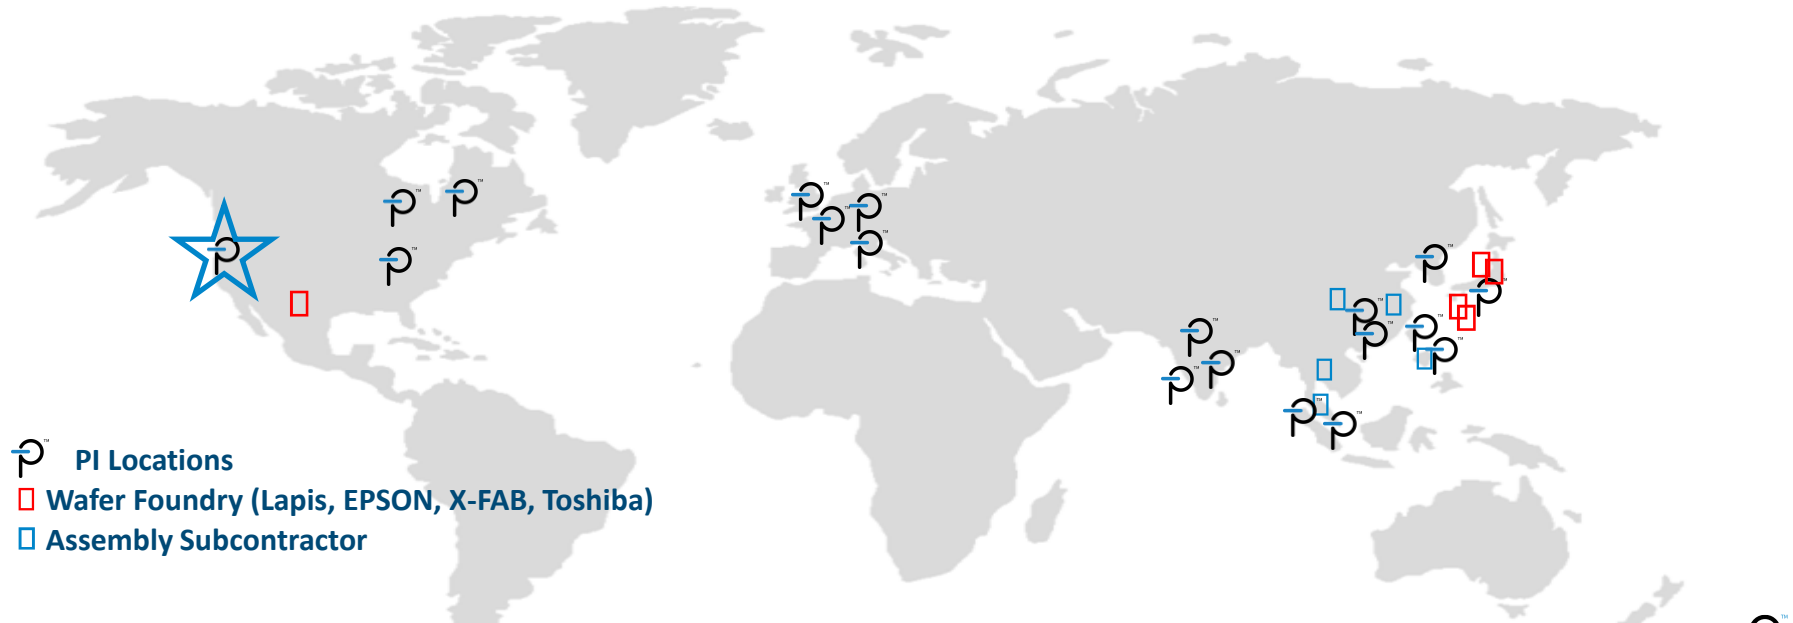 PI Locations
Wafer Foundry (Lapis, EPSON, X-FAB, Toshiba)
Assembly Subcontractor